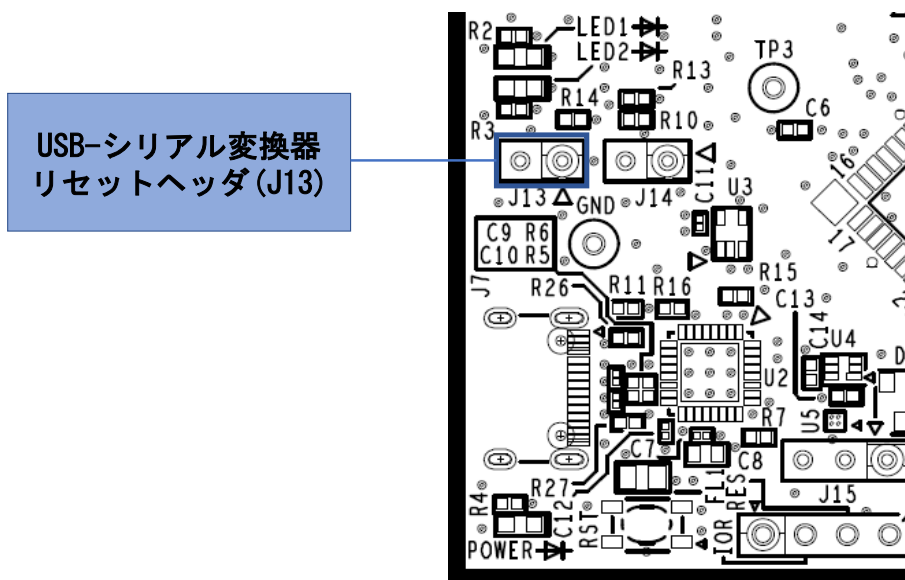 USB-シリアル変換器
リセットヘッダ(J13)
R2
LED1
LED2
TP3
R13
R14
C6
R3
R10
J13
J14
C11
U3
GND
16
17
C9 R6
C10 R5
J7
R26
R11 R16
R15
C13
C14
U4
D
U2
U5
R7
C7
C8
R27
R4
C12
RST
FL1
RES
J15
IOR
POWER